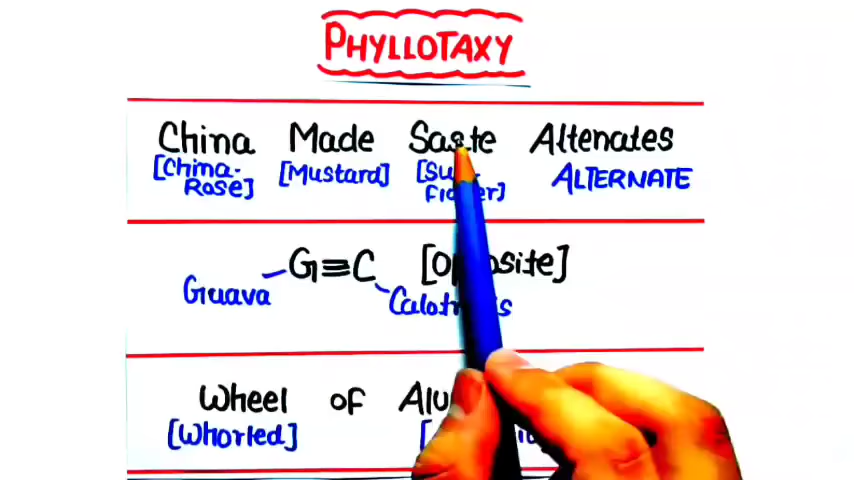 PHYLLOTAXY
China Made Saste Altenates
[China-Rose] [Mustard] ALTERNATE
G≡C
Guava
Wheel of
[Whorled]